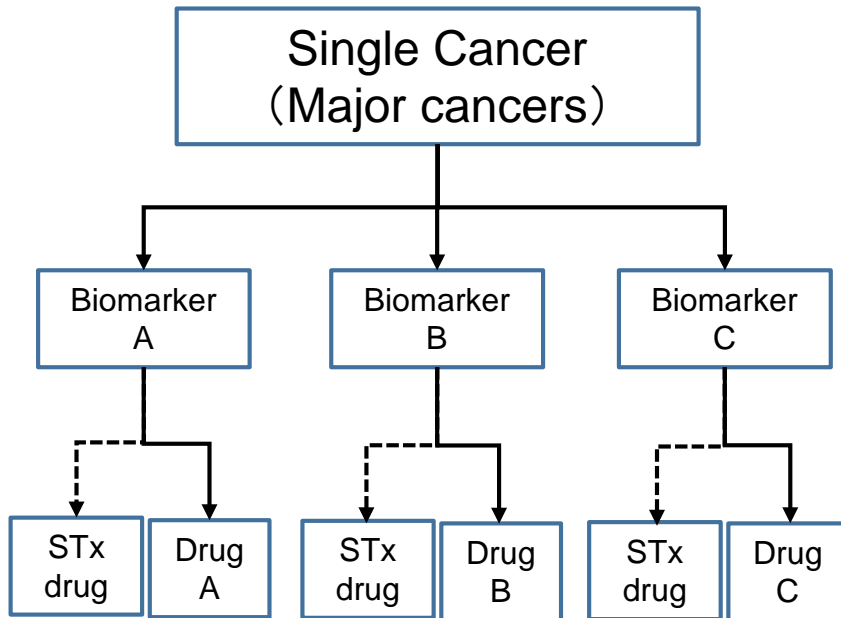 Single Cancer
（Major cancers）
Biomarker
A
Biomarker
B
Biomarker
C
STx
drug
Drug
A
STx
drug
Drug
B
STx
drug
Drug
C